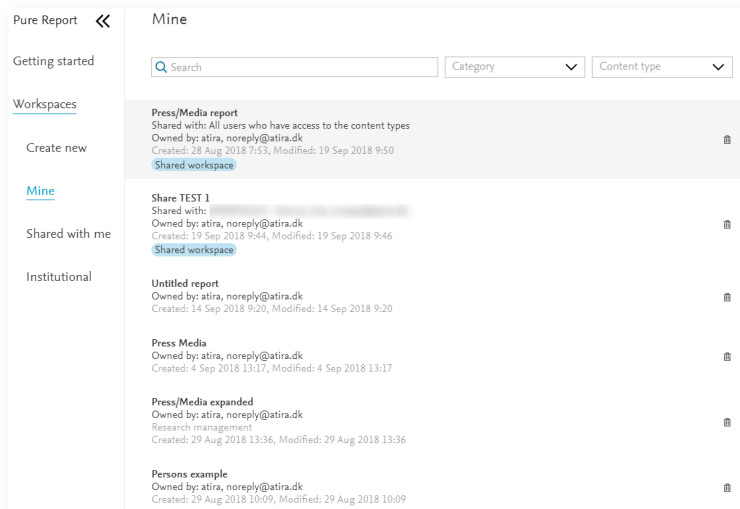 Pure Report
Mine
Getting started
Search
Category
Content type
Workspaces
Create new
Mine
Shared with me
Institutional
Press/Media report
Shared with: All users who have access to the content types
Owned by: atira, noreply@atira.dk
Created: 28 Aug 2018 7:53, Modified: 19 Sep 2018 9:50
Shared workspace
Share TEST 1
Shared with:
Owned by: atira, noreply@atira.dk
Created: 19 Sep 2018 9:44, Modified: 19 Sep 2018 9:46
Shared workspace
Untitled report
Owned by: atira, noreply@atira.dk
Created: 14 Sep 2018 9:20, Modified: 14 Sep 2018 9:20
Press Media
Owned by: atira, noreply@atira.dk
Created: 4 Sep 2018 13:17, Modified: 4 Sep 2018 13:17
Press/Media expanded
Owned by: atira, noreply@atira.dk
Research management
Created: 29 Aug 2018 13:36, Modified: 29 Aug 2018 13:36
Persons example
Owned by: atira, noreply@atira.dk
Created: 29 Aug 2018 10:09, Modified: 29 Aug 2018 10:09